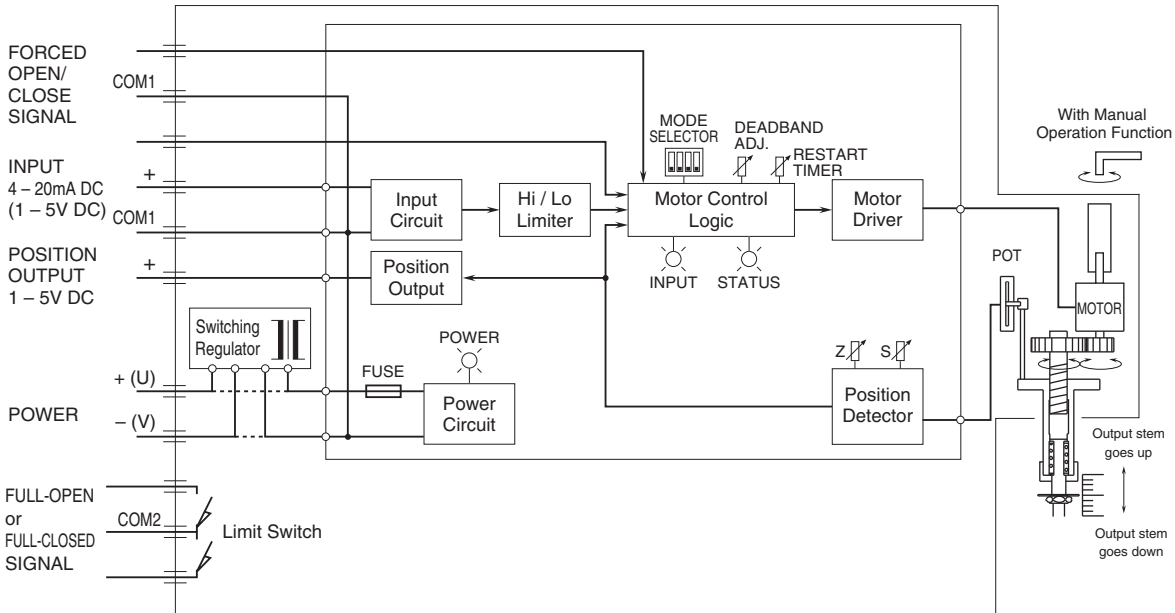 FORCED
OPEN/
CLOSE
SIGNAL
COM1
INPUT
4 – 20mA DC
(1 – 5V DC)
+
COM1
POSITION
OUTPUT
1 – 5V DC
+
Switching
Regulator
+ (U)
POWER
– (V)
FULL-OPEN
or
FULL-CLOSED
SIGNAL
COM2
Limit Switch
Input
Circuit
Hi / Lo
Limiter
MODE
SELECTOR
DEADBAND
ADJ.
RESTART
TIMER
Motor Control
Logic
Motor
Driver
INPUT
STATUS
Position
Output
POWER
FUSE
Power
Circuit
Z
S
Position
Detector
With Manual
Operation Function
POT
MOTOR
Output stem
goes up
Output stem
goes down